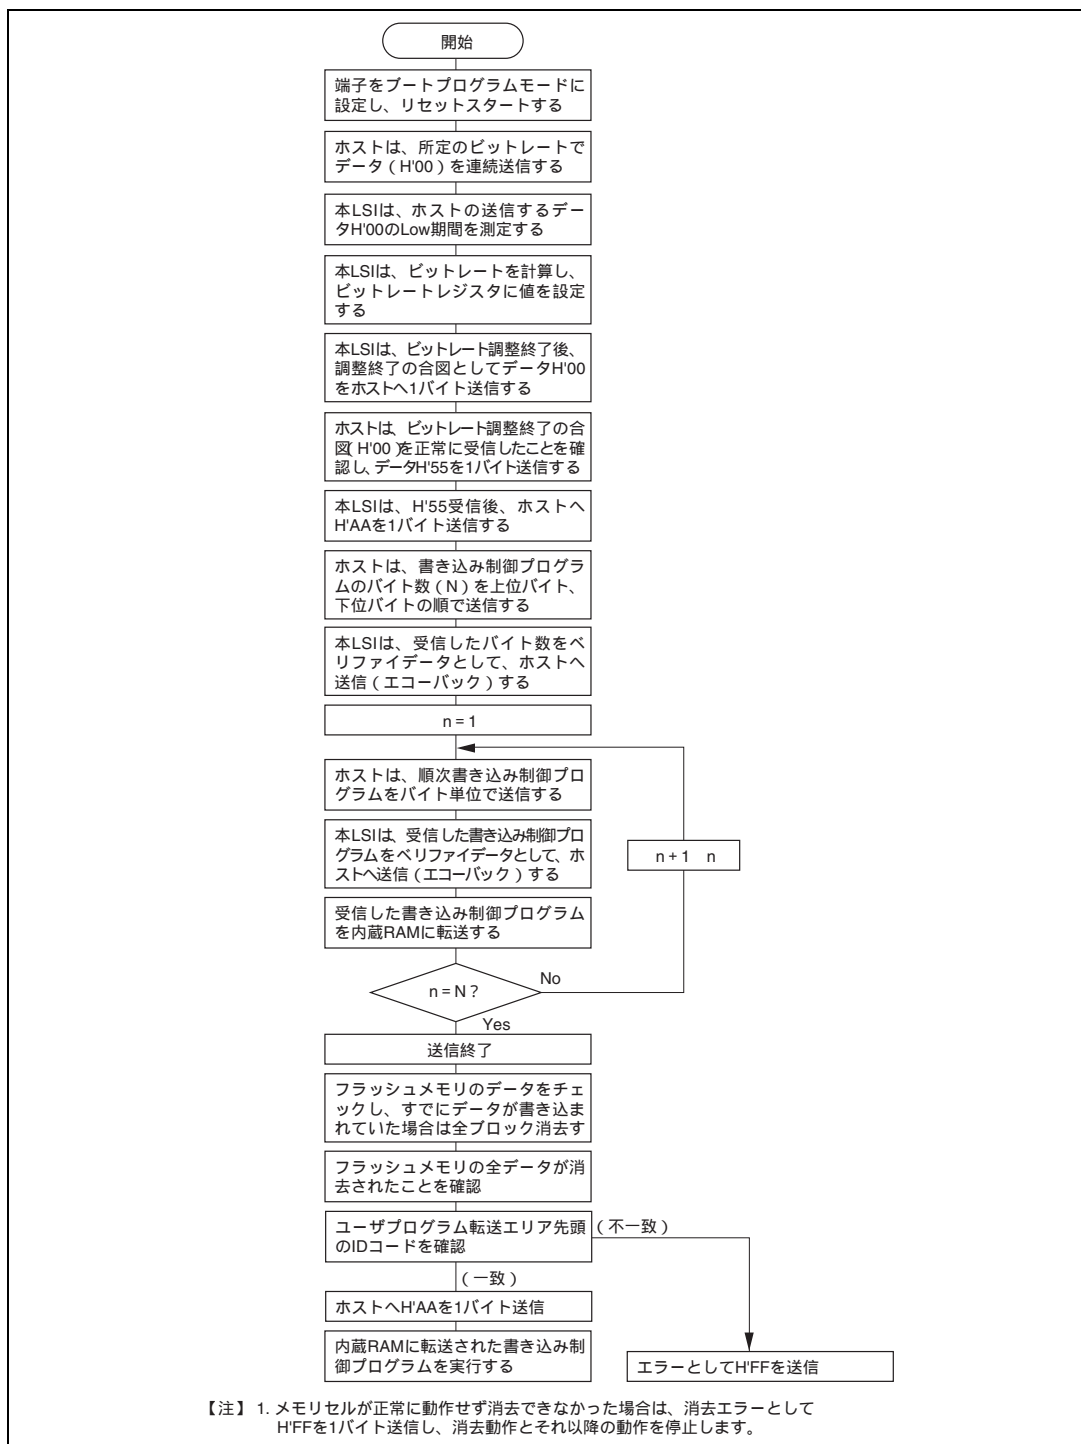 開始
端子をブートプログラムモードに
設定し、リセットスタートする
ホストは、所定のビットレートで
データ（H'00）を連続送信する
本LSIは、ホストの送信するデー
タH'00のLow期間を測定する
本LSIは、ビットレートを計算し、
ビットレートレジスタに値を設定
する
本LSIは、ビットレート調整終了後、
調整終了の合図としてデータH'00
をホストへ1バイト送信する
ホストは、ビットレート調整終了の合
図（H'00）を正常に受信したことを確
認し、データH'55を1バイト送信する
本LSIは、H'55受信後、ホストへ
H'AAを1バイト送信する
ホストは、書き込み制御プログラ
ムのバイト数（N）を上位バイト、
下位バイトの順で送信する
本LSIは、受信したバイト数をベ
リファイデータとして、ホストへ
送信（エコーバック）する
n = 1
ホストは、順次書き込み制御プロ
グラムをバイト単位で送信する
本LSIは、受信した書き込み制御プロ
グラムをベリファイデータとして、ホ
ストへ送信（エコーバック）する
n + 1 n
受信した書き込み制御プログラム
を内蔵RAMに転送する
n = N？
No
Yes
送信終了
フラッシュメモリのデータをチェ
ックし、すでにデータが書き込ま
れていた場合は全ブロック消去す
フラッシュメモリの全データが消
去されたことを確認
ユーザプログラム転送エリア先頭
のIDコードを確認
（不一致）
（一致）
ホストへH'AAを1バイト送信
内蔵RAMに転送された書き込み制
御プログラムを実行する
エラーとしてH'FFを送信
【注】 1. メモリセルが正常に動作せず消去できなかった場合は、消去エラーとして
H'FFを1バイト送信し、消去動作とそれ以降の動作を停止します。